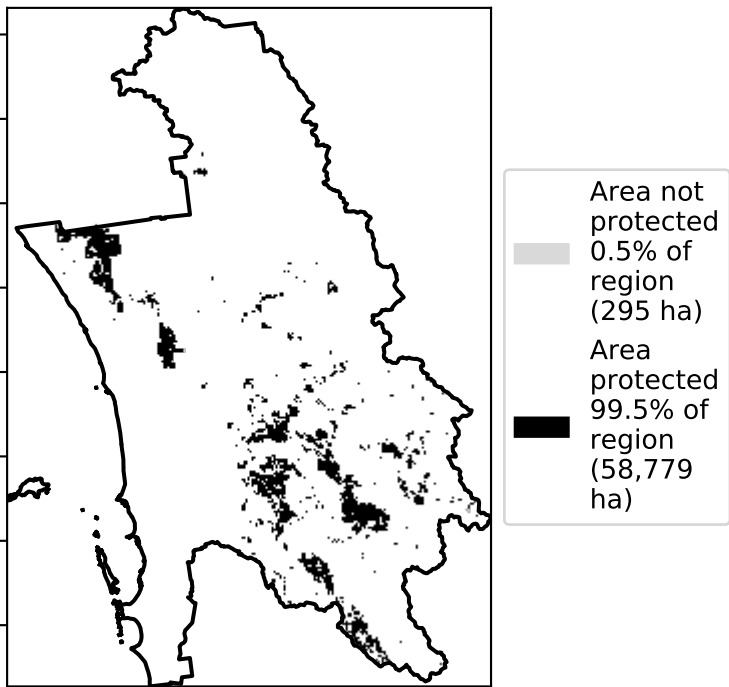 Area not
protected
0.5% of
region
(295 ha)
Area
protected
99.5% of
region
(58,779
ha)